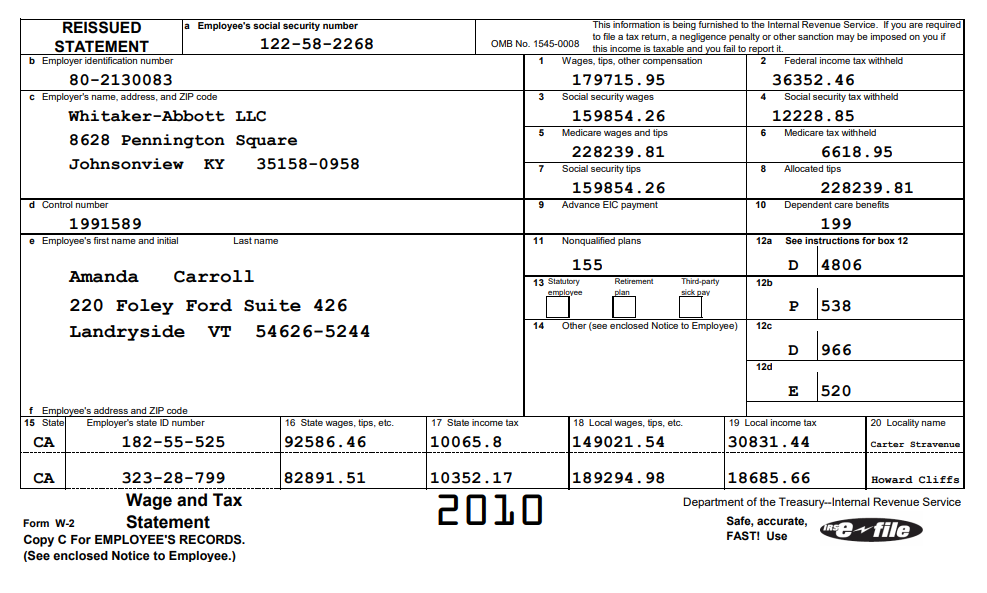 REISSUED
STATEMENT
a Employee's social security number
122-58-2268
OMB No. 1545-0008
This information is being furnished to the Internal Revenue Service. If you are required
to file a tax return, a negligence penalty or other sanction may be imposed on you if
this income is taxable and you fail to report it.
b Employer identification number
80-2130083
1 Wages, tips, other compensation
179715.95
2 Federal income tax withheld
36352.46
c Employer's name, address, and ZIP code
Whitaker-Abbott LLC
8628 Pennington Square
Johnsonview KY 35158-0958
3 Social security wages
159854.26
4 Social security tax withheld
12228.85
5 Medicare wages and tips
228239.81
6 Medicare tax withheld
6618.95
7 Social security tips
159854.26
8 Allocated tips
228239.81
d Control number
1991589
9 Advance EIC payment
10 Dependent care benefits
199
e Employee's first name and initial Last name
Amanda Carroll
220 Foley Ford Suite 426
Landryside VT 54626-5244
f Employee's address and ZIP code
11 Nonqualified plans
155
12a See instructions for box 12
D 4806
13 Statutory employee Retirement plan Third-party sick pay
12b
P 538
14 Other (see enclosed Notice to Employee)
12c
D 966
12d
E 520
15 State Employer's state ID number 16 State wages, tips, etc. 17 State income tax 18 Local wages, tips, etc. 19 Local income tax 20 Locality name
CA 182-55-525 92586.46 10065.8 149021.54 30831.44 Carter Stravenue
CA 323-28-799 82891.51 10352.17 189294.98 18685.66 Howard Cliffs
Form W-2 Wage and Tax
Statement
2010
Department of the Treasury--Internal Revenue Service
Copy C For EMPLOYEE'S RECORDS.
(See enclosed Notice to Employee.)
Safe, accurate,
FAST! Use
IRS e file